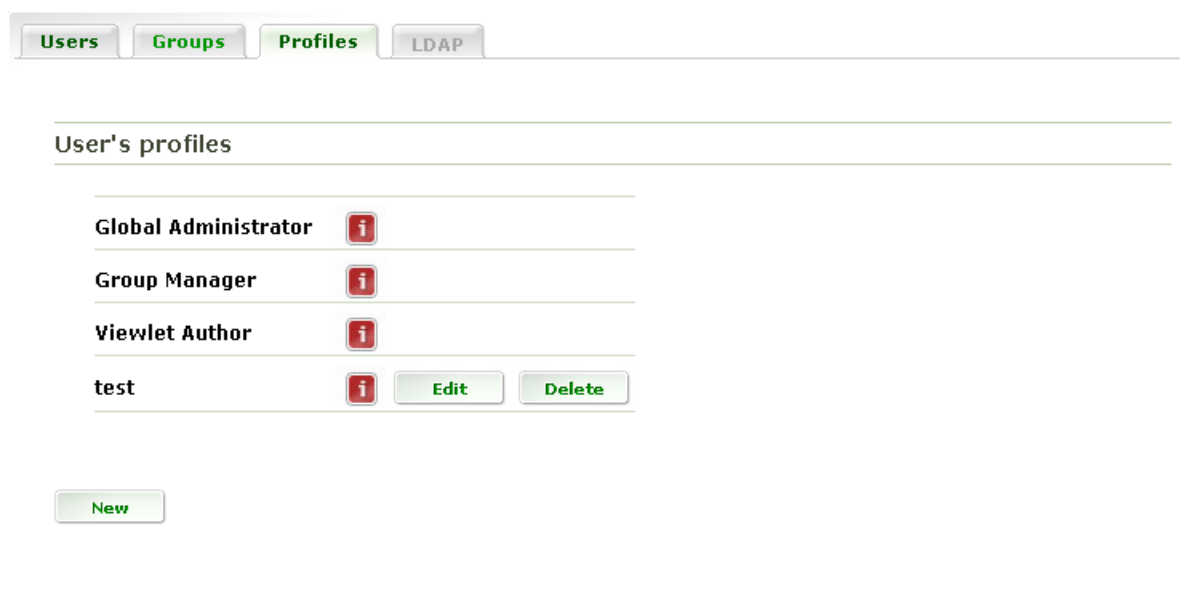 Users Groups Profiles LDAP
User's profiles
Global Administrator i
Group Manager i
Viewlet Author i
test i Edit Delete
New